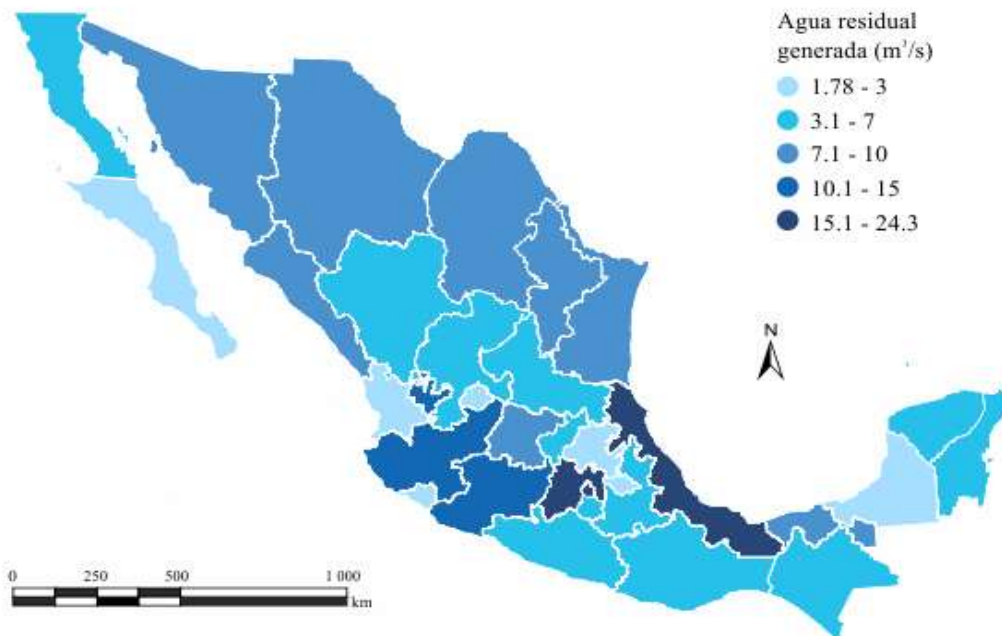 Agua residual
generada (m³/s)
1.78 - 3
3.1 - 7
7.1 - 10
10.1 - 15
15.1 - 24.3
N
0 250 500 1 000
km